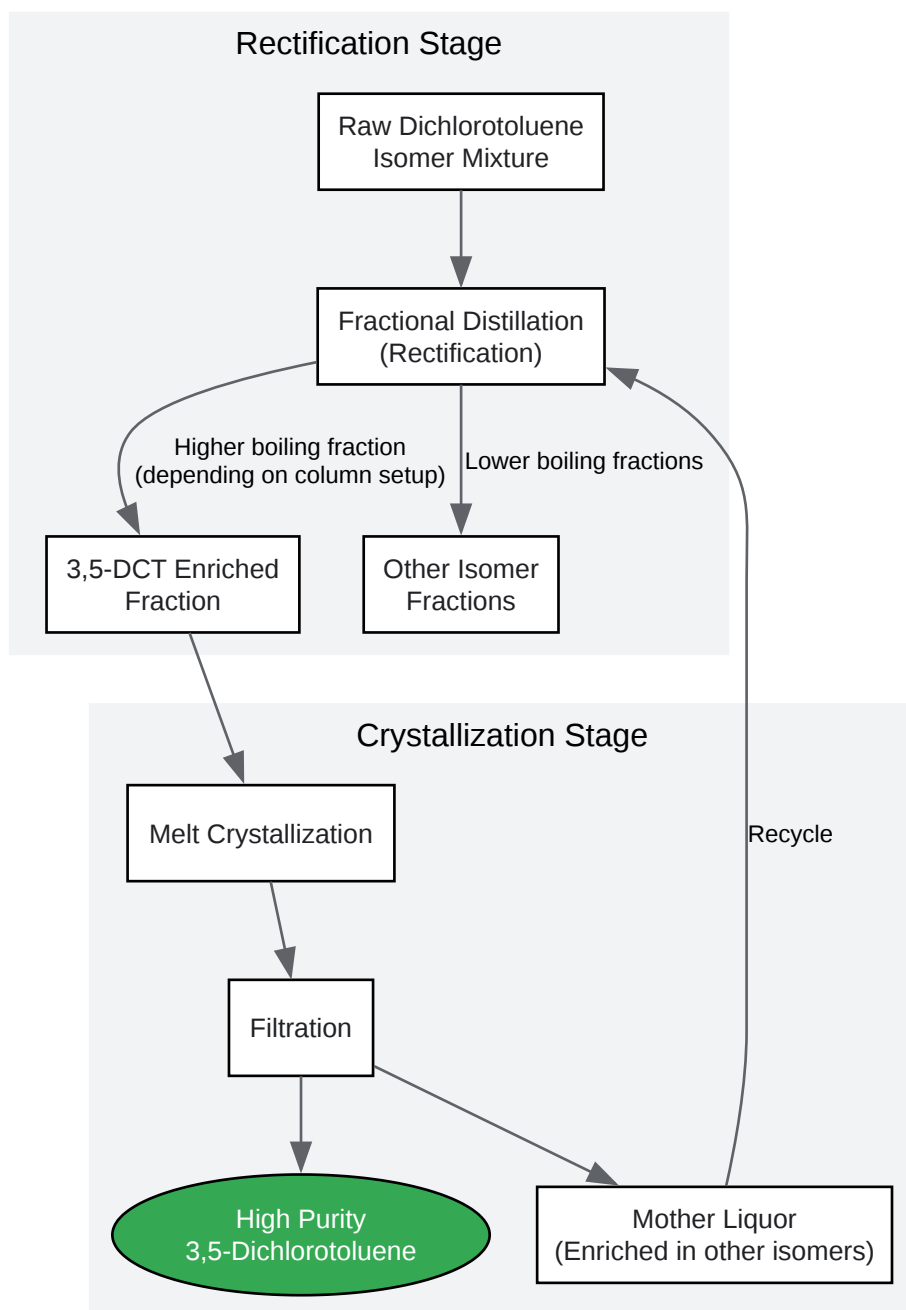 Rectification Stage
Raw Dichlorotoluene
Isomer Mixture
Fractional Distillation
(Rectification)
Higher boiling fraction
(depending on column setup)
Lower boiling fractions
3,5-DCT Enriched
Fraction
Other Isomer
Fractions
Crystallization Stage
Melt Crystallization
Recycle
Filtration
High Purity
3,5-Dichlorotoluene
Mother Liquor
(Enriched in other isomers)